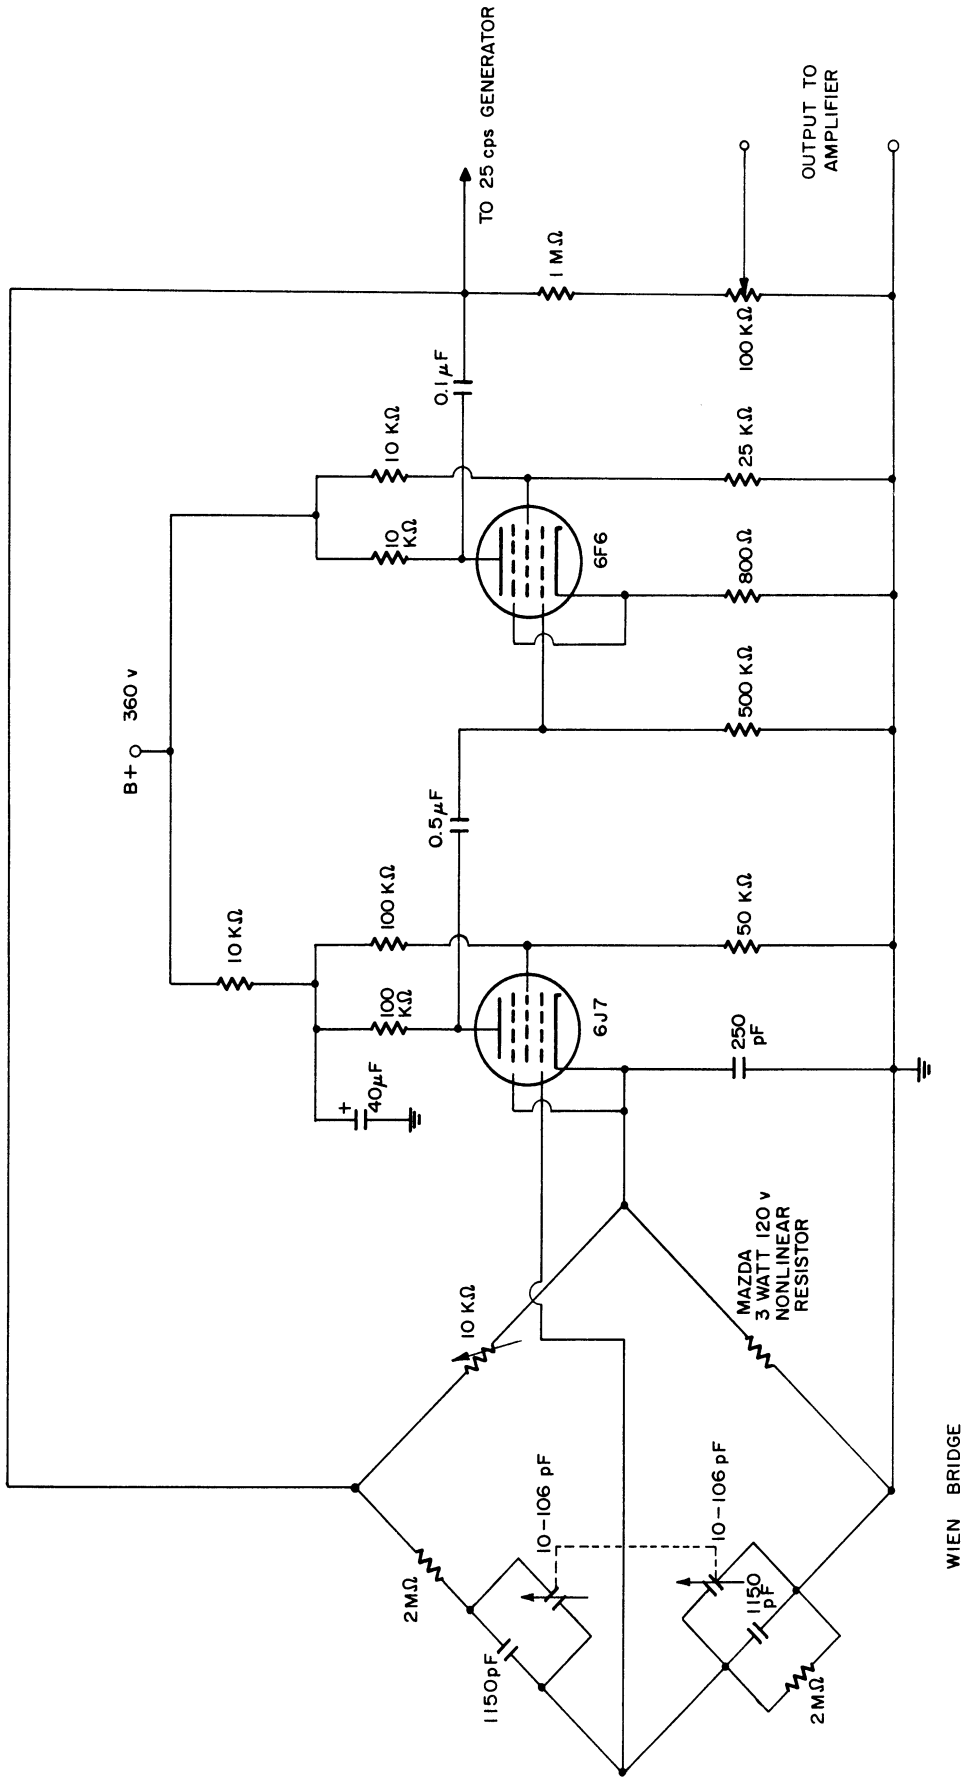 B+ 360 v
TO 25 cps GENERATOR
10 KΩ
100
KΩ
100 KΩ
+
40 µF
10
KΩ
10 KΩ
0.5 µF
0.1 µF
6J7
6F6
1 MΩ
10 KΩ
2 MΩ
1150 pF
10-106 pF
10-106 pF
1150
pF
2 MΩ
MAZDA
3 WATT 120 v
NONLINEAR
RESISTOR
250
pF
50 KΩ
500 KΩ
800Ω
25 KΩ
100 KΩ
OUTPUT TO
AMPLIFIER
WIEN BRIDGE